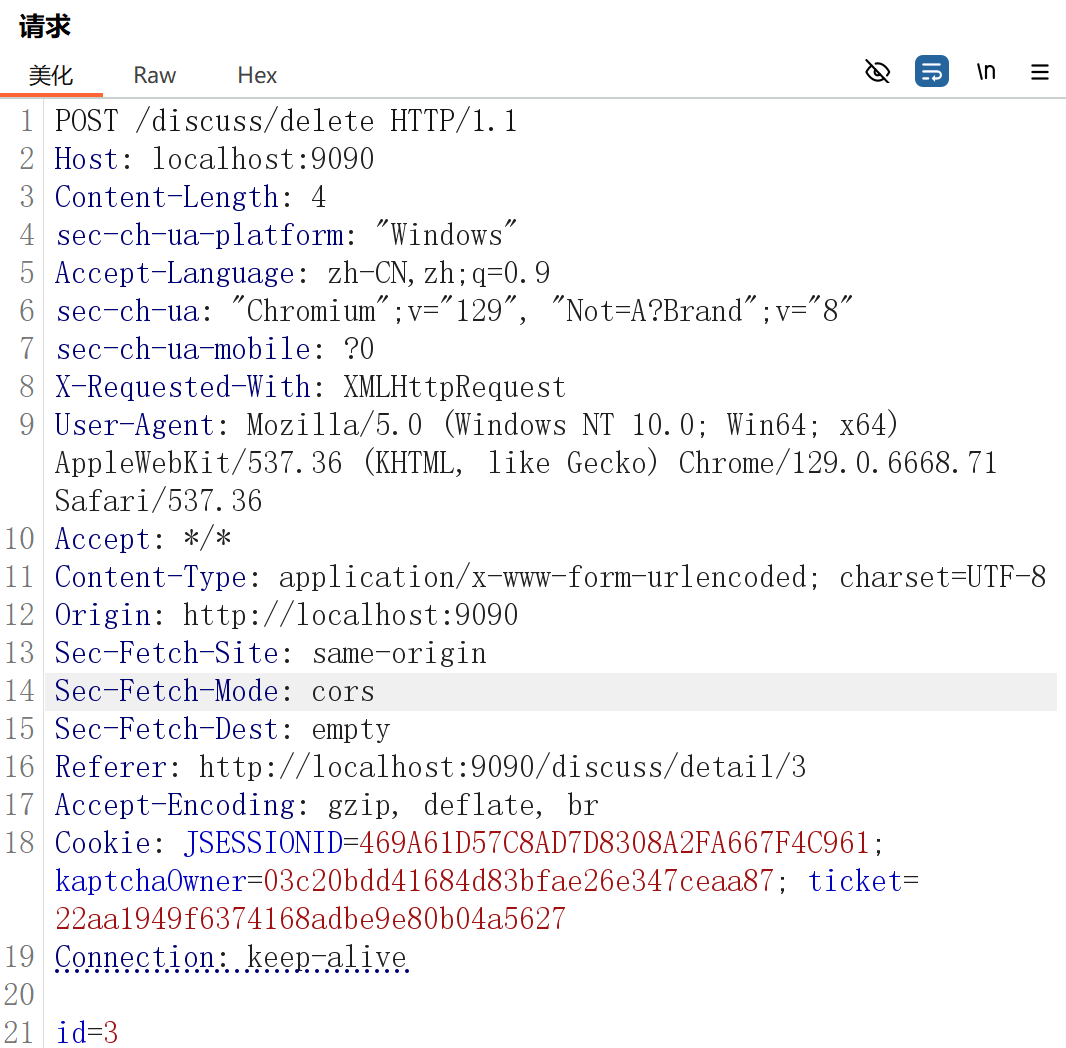 请求
美化 Raw Hex \n
1 POST /discuss/delete HTTP/1.1
2 Host: localhost:9090
3 Content-Length: 4
4 sec-ch-ua-platform: "Windows"
5 Accept-Language: zh-CN,zh;q=0.9
6 sec-ch-ua: "Chromium";v="129", "Not=A?Brand";v="8"
7 sec-ch-ua-mobile: ?0
8 X-Requested-With: XMLHttpRequest
9 User-Agent: Mozilla/5.0 (Windows NT 10.0; Win64; x64)
AppleWebKit/537.36 (KHTML, like Gecko) Chrome/129.0.6668.71
Safari/537.36
10 Accept: */*
11 Content-Type: application/x-www-form-urlencoded; charset=UTF-8
12 Origin: http://localhost:9090
13 Sec-Fetch-Site: same-origin
14 Sec-Fetch-Mode: cors
15 Sec-Fetch-Dest: empty
16 Referer: http://localhost:9090/discuss/detail/3
17 Accept-Encoding: gzip, deflate, br
18 Cookie: JSESSIONID=469A61D57C8AD7D8308A2FA667F4C961;
kaptchaOwner=03c20bdd41684d83bfae26e347ceaa87; ticket=
22aa1949f6374168adbe9e80b04a5627
19 Connection: keep-alive
20
21 id=3